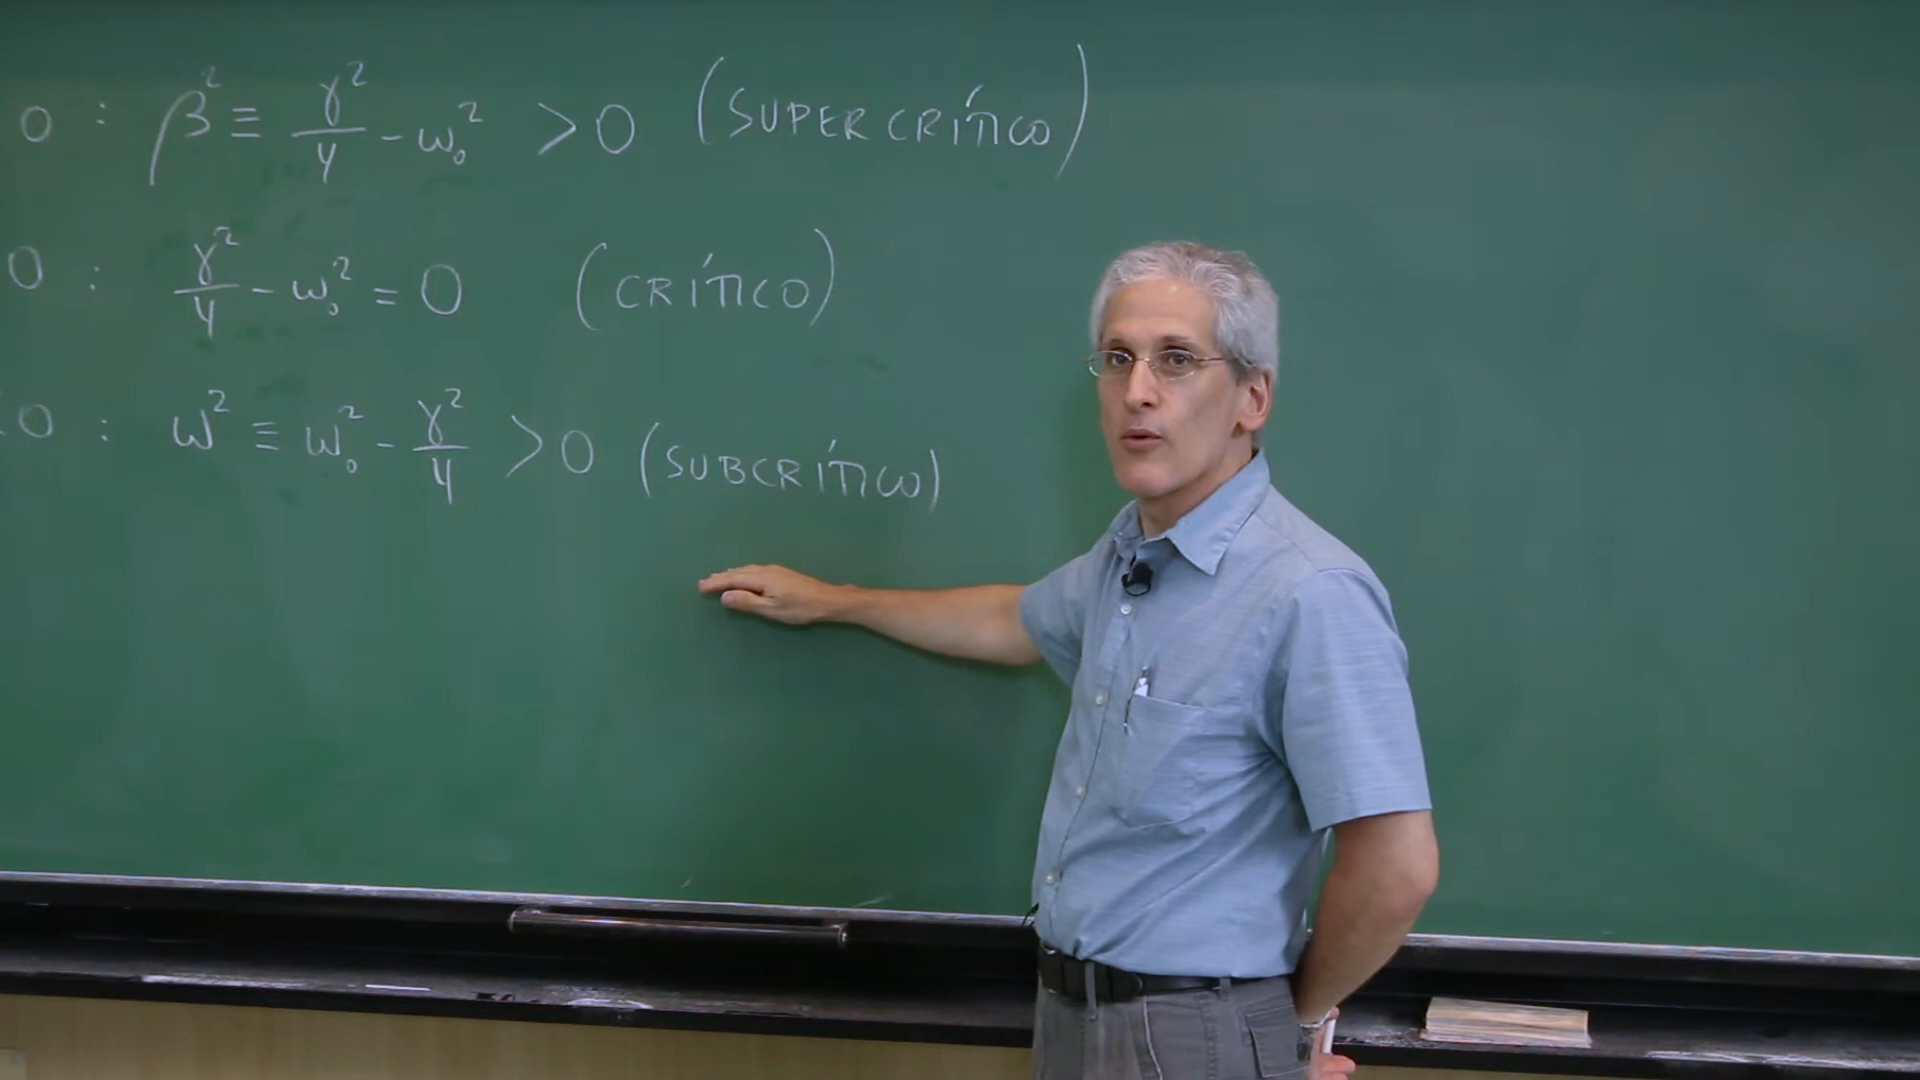 0 : β² ≡ γ²/4 - ω₀² > 0 (SUPERCRÍTICO)
0 : γ²/4 - ω₀² = 0 (CRÍTICO)
0 : ω² ≡ ω₀² - γ²/4 > 0 (SUBCRÍTICO)